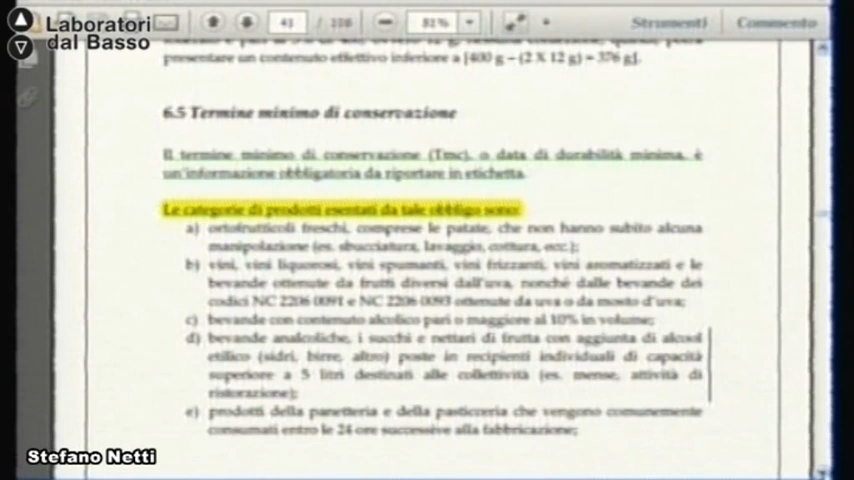 Laboratori
dal Basso
41 / 110
81%
Strumenti
Commento
presentare un contenuto effettivo inferiore a [400 g – (2 X 12 g) = 376 g].
6.5 Termine minimo di conservazione
Il termine minimo di conservazione (Tmc), o data di durabilità minima, è
un'informazione obbligatoria da riportare in etichetta.
Le categorie di prodotti esentati da tale obbligo sono:
a) ortofrutticoli freschi, comprese le patate, che non hanno subito alcuna
manipolazione (es. sbucciatura, lavaggio, cottura, ecc.);
b) vini, vini liquorosi, vini spumanti, vini frizzanti, vini aromatizzati e le
bevande ottenute da frutti diversi dall'uva, nonché dalle bevande dei
codici NC 2206 0091 e NC 2206 0093 ottenute da uva o da mosto d'uva;
c) bevande con contenuto alcolico pari o maggiore al 10% in volume;
d) bevande analcoliche, i succhi e nettari di frutta con aggiunta di alcool
etilico (sidri, birre, altro) poste in recipienti individuali di capacità
superiore a 5 litri destinati alle collettività (es. mense, attività di
ristorazione);
e) prodotti della panetteria e della pasticceria che vengono comunemente
consumati entro le 24 ore successive alla fabbricazione;
Stefano Netti